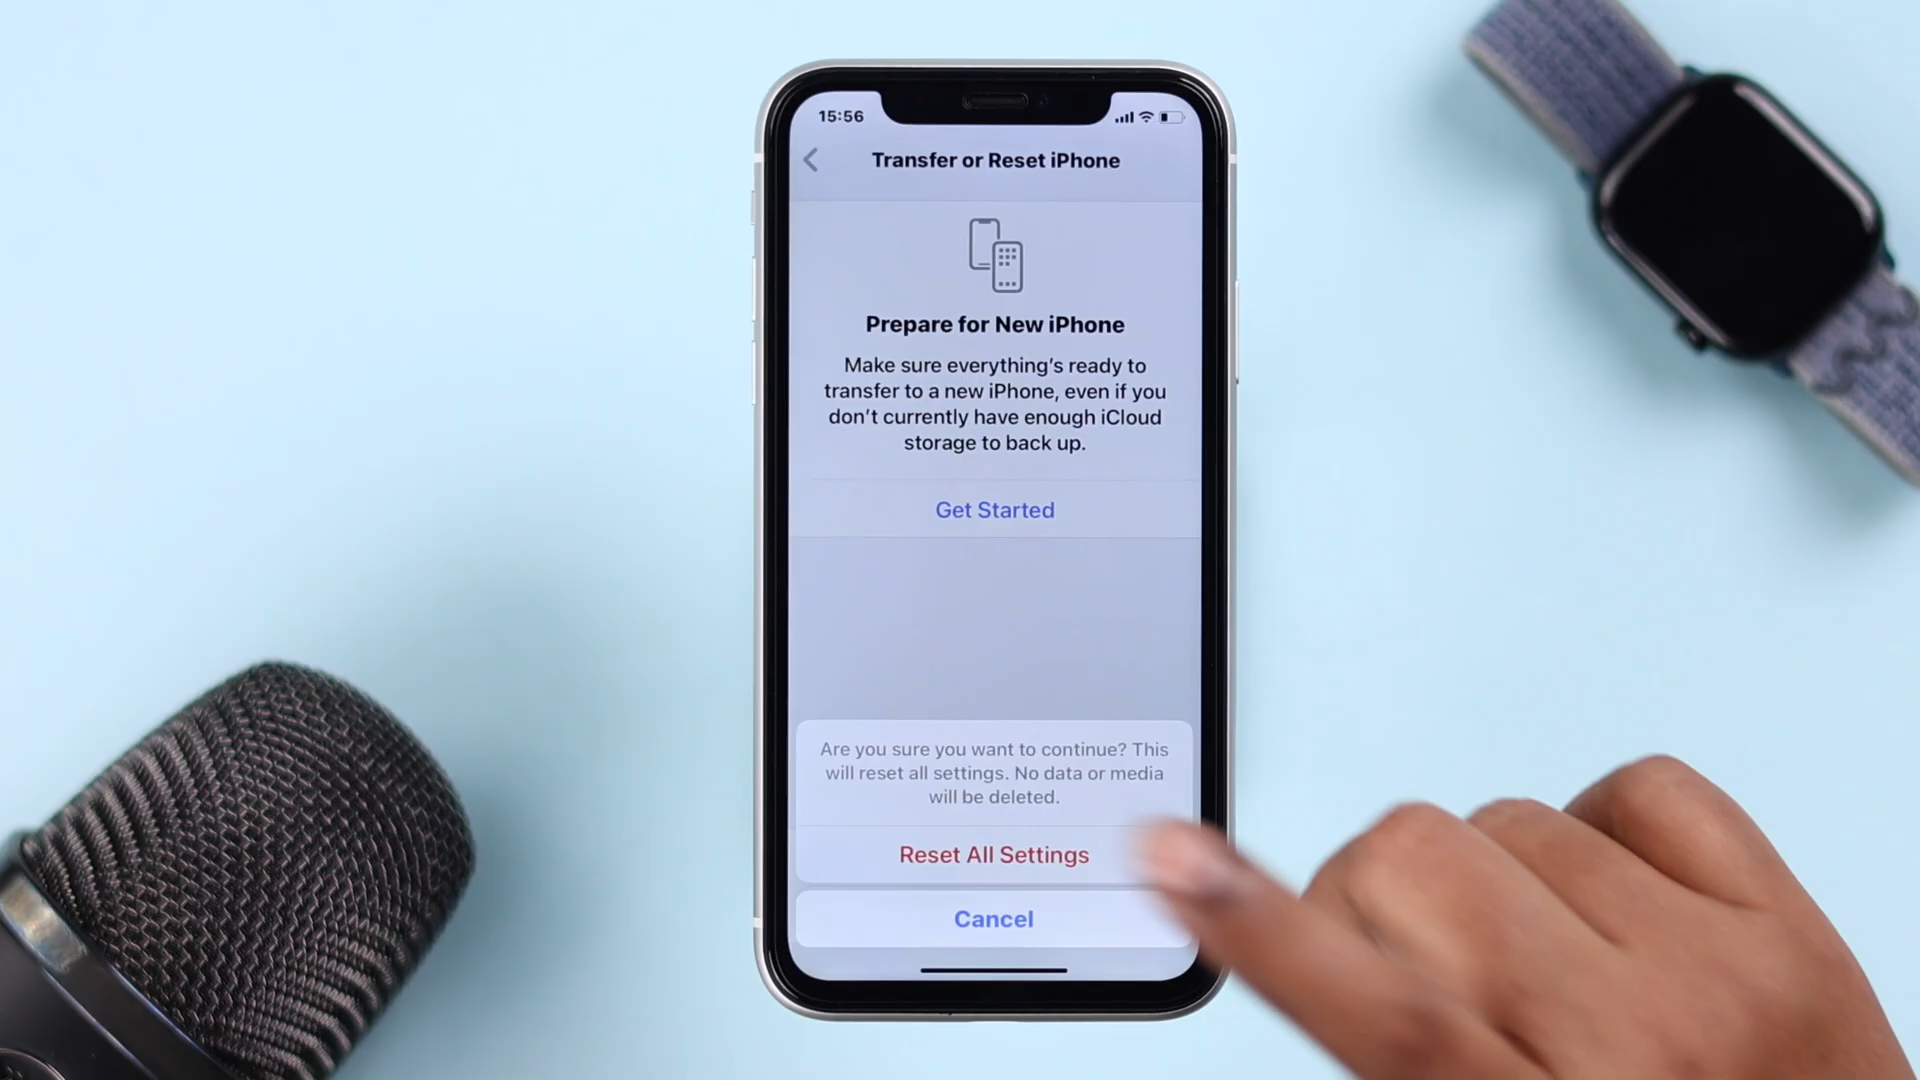 15:56
Transfer or Reset iPhone
Prepare for New iPhone
Make sure everything's ready to
transfer to a new iPhone, even if you
don't currently have enough iCloud
storage to back up.
Get Started
Are you sure you want to continue? This
will reset all settings. No data or media
will be deleted.
Reset All Settings
Cancel